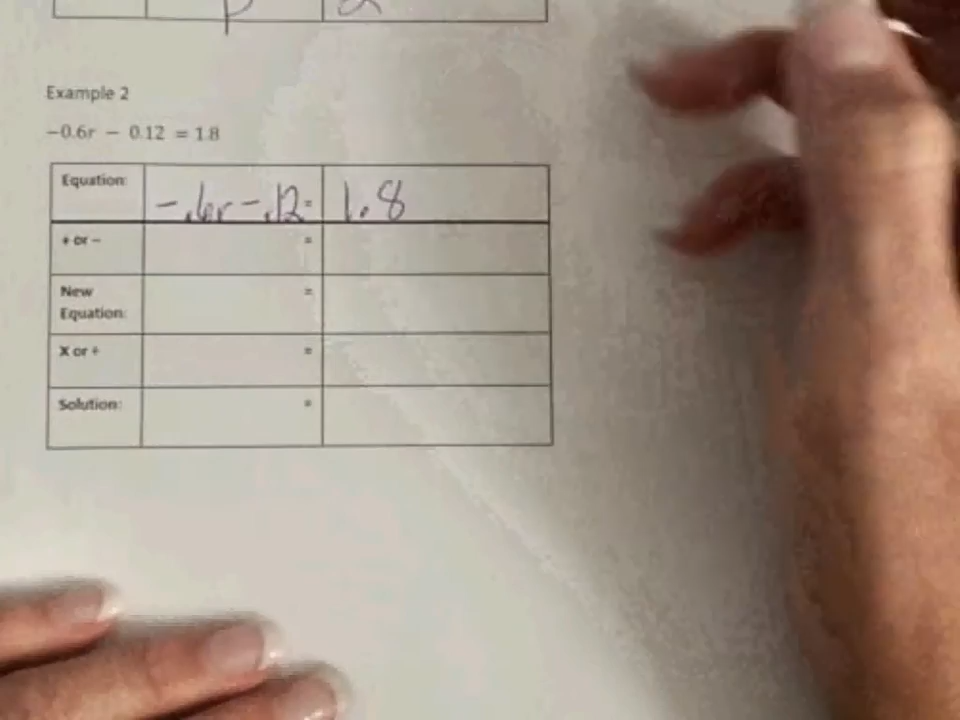 Example 2
−0.6r − 0.12 = 1.8
Equation: -.6r -.12 = 1.8
+ or − =
New Equation: =
X or ÷ =
Solution: =